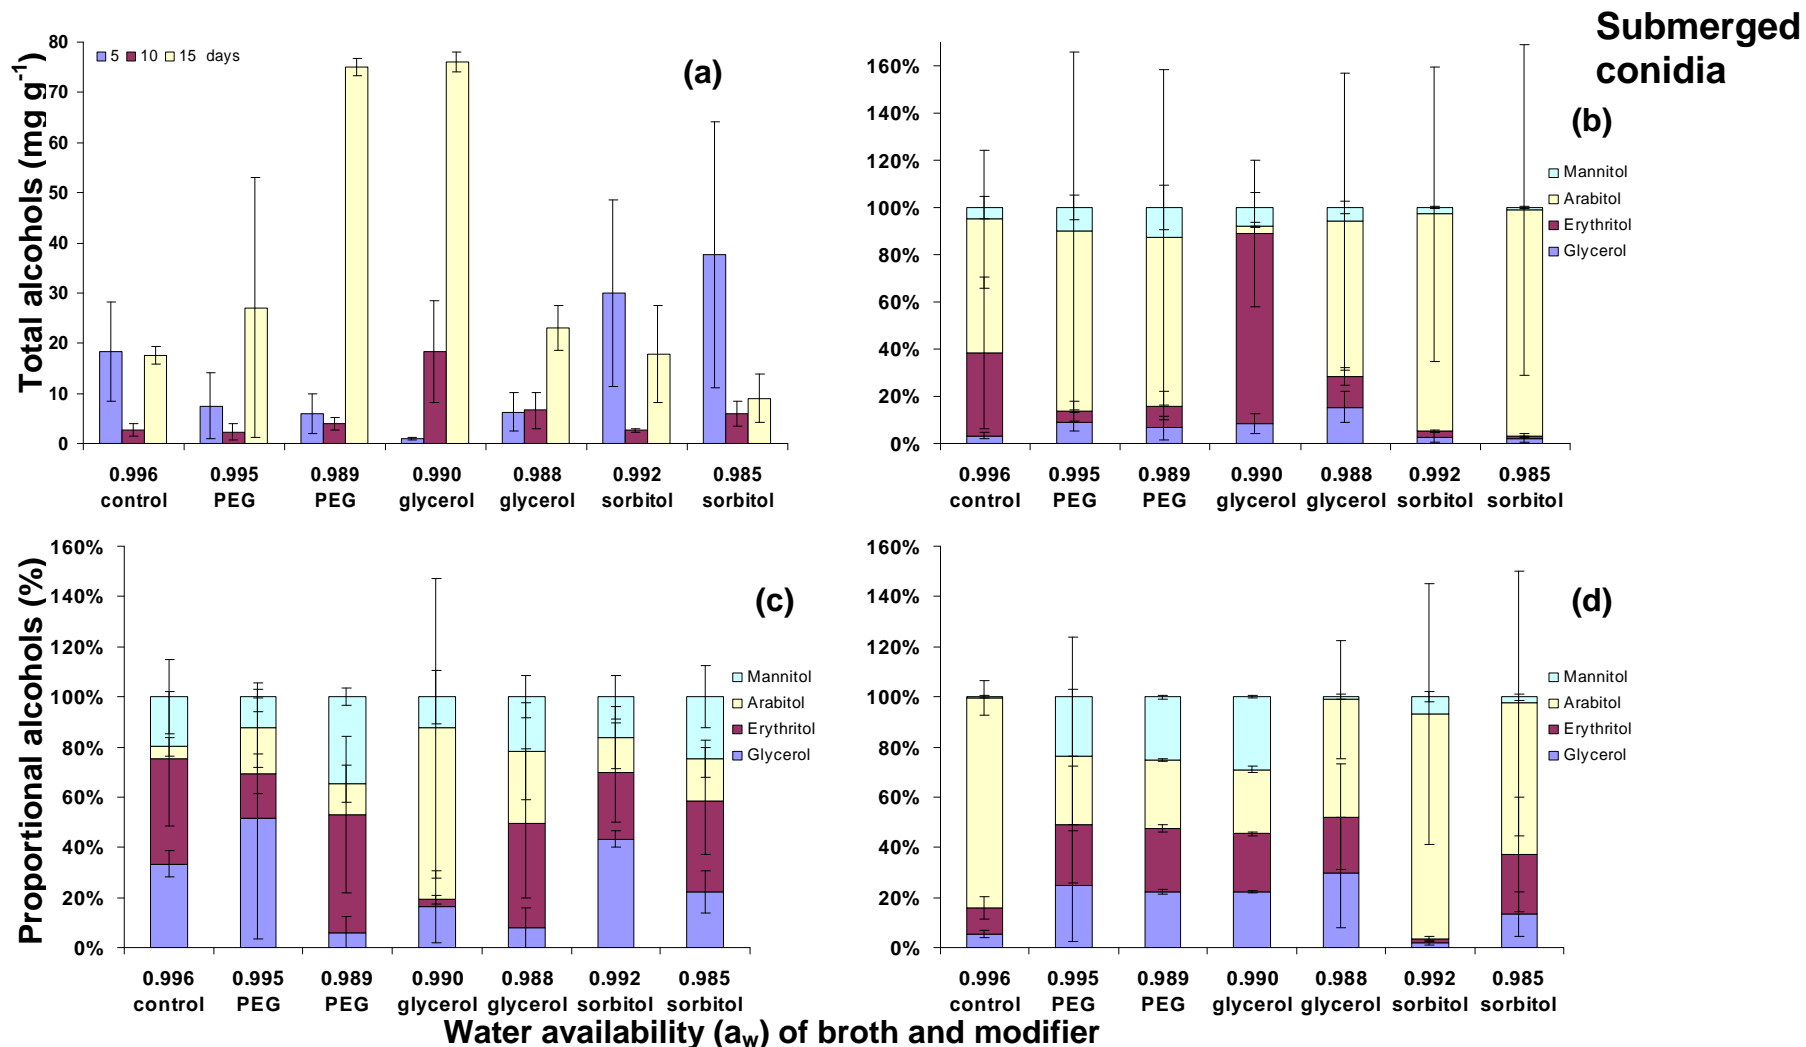 Submerged
conidia
Total alcohols (mg g-1)
80
70
60
50
40
30
20
10
0
5 10 15 days
(a)
0.996 0.995 0.989 0.990 0.988 0.992 0.985
control PEG PEG glycerol glycerol sorbitol sorbitol
160%
140%
120%
100%
80%
60%
40%
20%
0%
(b)
Mannitol
Arabitol
Erythritol
Glycerol
0.996 0.995 0.989 0.990 0.988 0.992 0.985
control PEG PEG glycerol glycerol sorbitol sorbitol
Proportional alcohols (%)
160%
140%
120%
100%
80%
60%
40%
20%
0%
(c)
Mannitol
Arabitol
Erythritol
Glycerol
0.996 0.995 0.989 0.990 0.988 0.992 0.985
control PEG PEG glycerol glycerol sorbitol sorbitol
160%
140%
120%
100%
80%
60%
40%
20%
0%
(d)
Mannitol
Arabitol
Erythritol
Glycerol
0.996 0.995 0.989 0.990 0.988 0.992 0.985
control PEG PEG glycerol glycerol sorbitol sorbitol
Water availability (aw) of broth and modifier